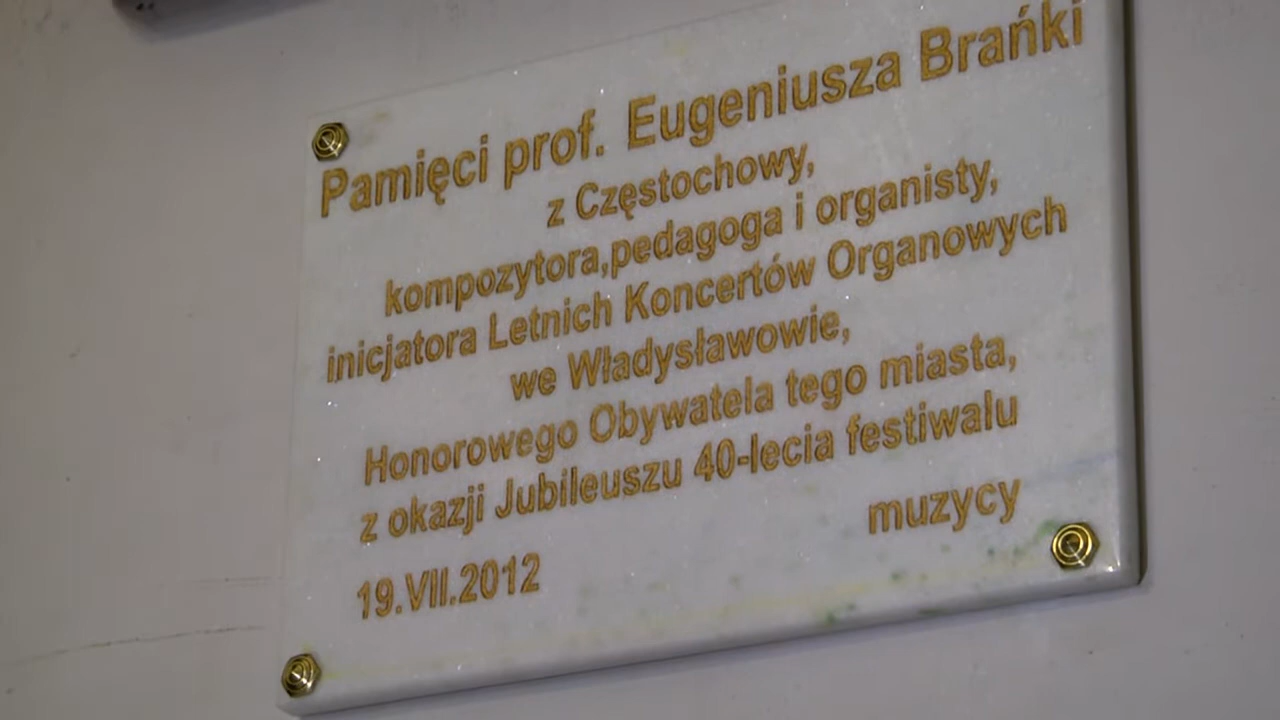 Pamięci prof. Eugeniusza Brańki
z Częstochowy,
kompozytora,pedagoga i organisty,
inicjatora Letnich Koncertów Organowych
we Władysławowie,
Honorowego Obywatela tego miasta,
z okazji Jubileuszu 40-lecia festiwalu
muzycy
19.VII.2012